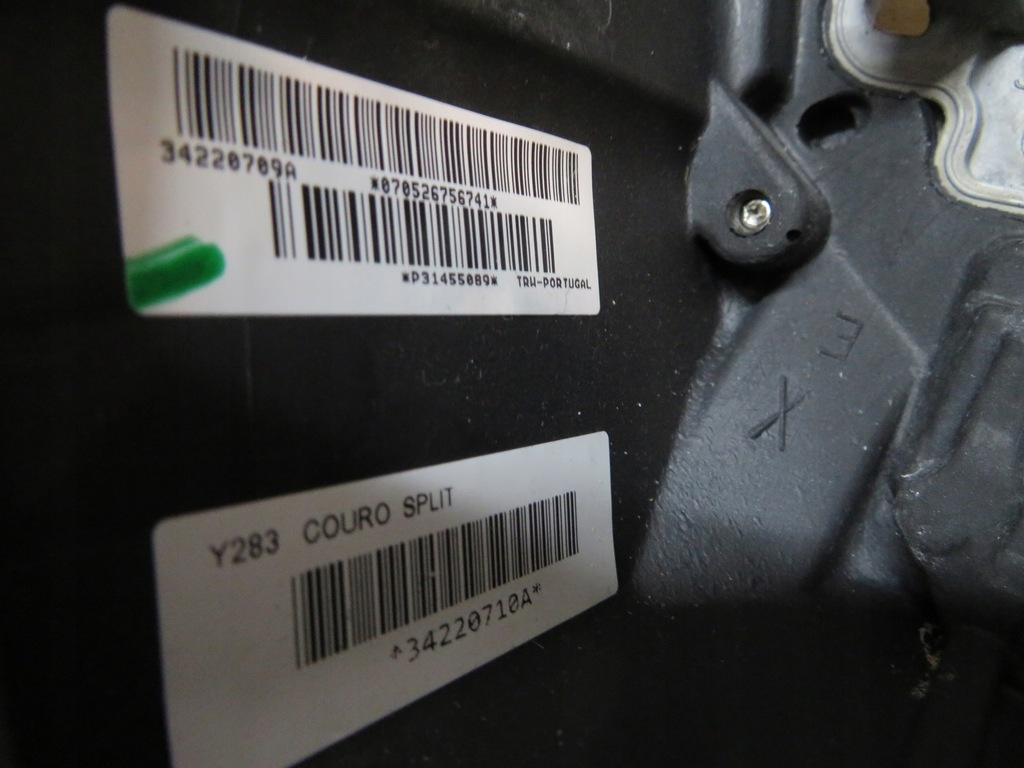 34220709A
*070526756741*
*P31455089* TRW-PORTUGAL
Y283 COURO SPLIT
*34220710A*
E
X